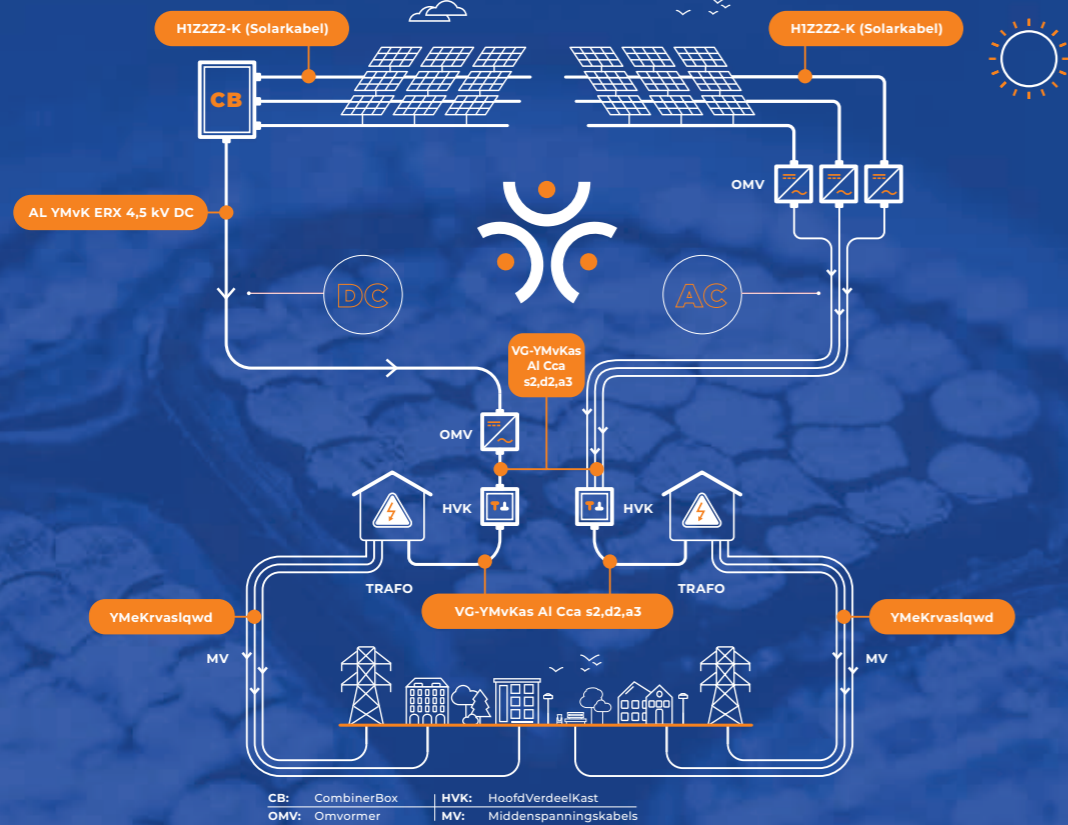 H1Z2Z2-K (Solarkabel)
H1Z2Z2-K (Solarkabel)
CB
OMV
AL YMvK ERX 4,5 kV DC
DC
AC
VG-YMvKas
Al Cca
s2,d2,a3
OMV
HVK
HVK
TRAFO
TRAFO
YMeKrvaslqwd
VG-YMvKas Al Cca s2,d2,a3
YMeKrvaslqwd
MV
MV
CB: CombinerBox HVK: HoofdVerdeelKast
OMV: Omvormer MV: Middenspanningskabels